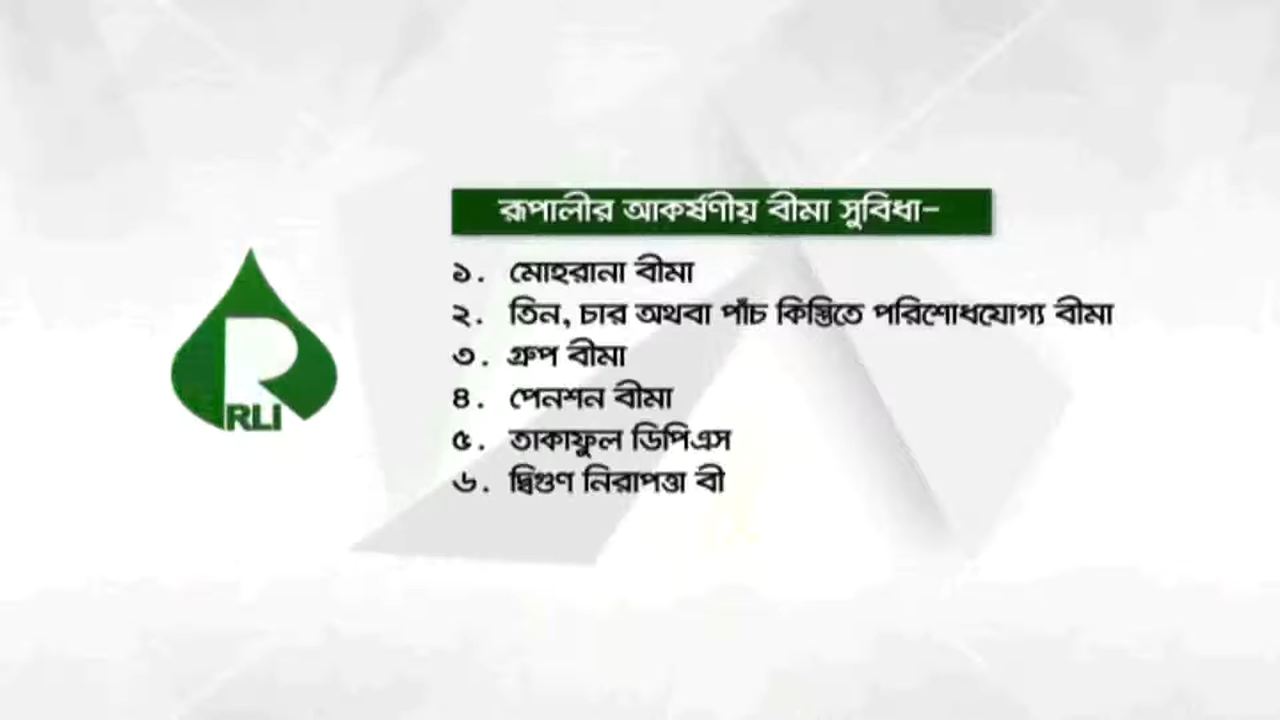 রূপালীর আকর্ষণীয় বীমা সুবিধা-
১. মোহরানা বীমা
২. তিন, চার অথবা পাঁচ কিস্তিতে পরিশোধযোগ্য বীমা
৩. গ্রুপ বীমা
৪. পেনশন বীমা
৫. তাকাফুল ডিপিএস
৬. দ্বিগুণ নিরাপত্তা বী
RLI